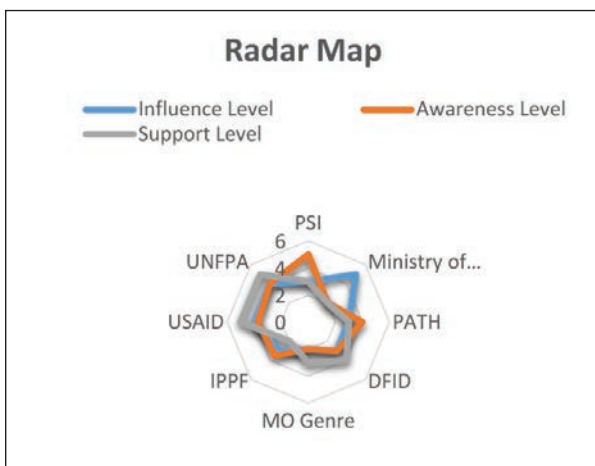 Radar Map
Influence Level
Awareness Level
Support Level
PSI
6
UNFPA
Ministry of...
4
2
USAID
0
PATH
IPPF
DFID
MO Genre